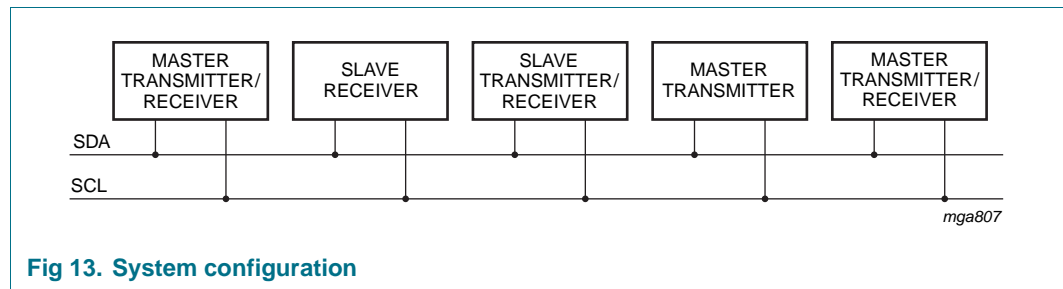 MASTER
TRANSMITTER/
RECEIVER
SLAVE
RECEIVER
SLAVE
TRANSMITTER/
RECEIVER
MASTER
TRANSMITTER
MASTER
TRANSMITTER/
RECEIVER
SDA
SCL
mga807
Fig 13. System configuration